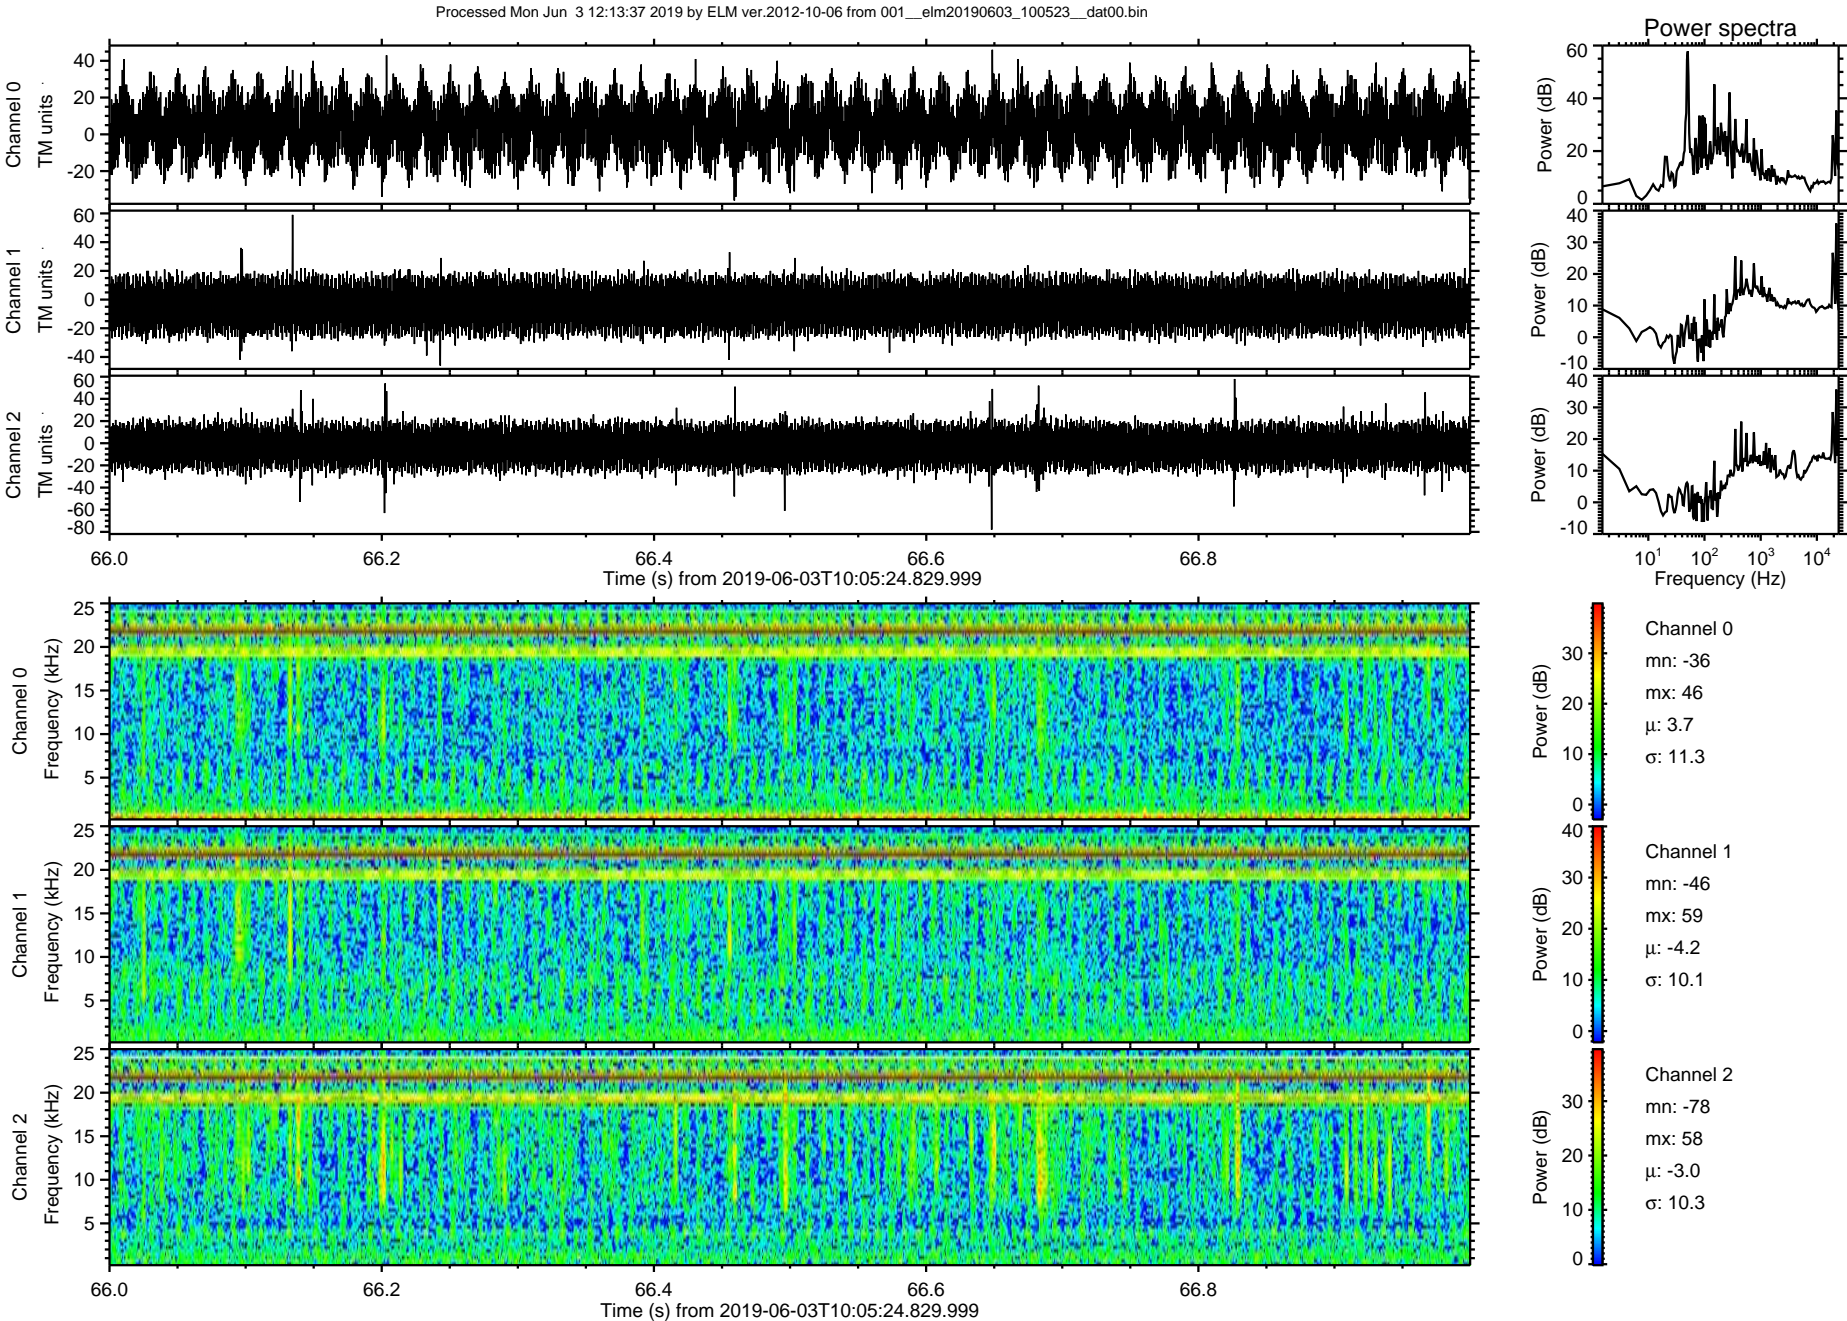 Processed Mon Jun  3 12:13:37 2019 by ELM ver.2012-10-06 from 001__elm20190603_100523__dat00.bin
Power spectra
Channel 0
TM units
40
20
0
-20
Power (dB)
60
40
20
0
Channel 1
TM units
60
40
20
0
-20
-40
Power (dB)
40
30
20
10
0
-10
Channel 2
TM units
60
40
20
0
-20
-40
-60
-80
Power (dB)
40
30
20
10
0
-10
66.0 66.2 66.4 66.6 66.8
Time (s) from 2019-06-03T10:05:24.829.999
10^1 10^2 10^3 10^4
Frequency (Hz)
Channel 0
Frequency (kHz)
25
20
15
10
5
Power (dB)
30
20
10
0
Channel 0
mn: -36
mx: 46
μ: 3.7
σ: 11.3
Channel 1
Frequency (kHz)
25
20
15
10
5
Power (dB)
40
30
20
10
0
Channel 1
mn: -46
mx: 59
μ: -4.2
σ: 10.1
Channel 2
Frequency (kHz)
25
20
15
10
5
Power (dB)
30
20
10
0
Channel 2
mn: -78
mx: 58
μ: -3.0
σ: 10.3
66.0 66.2 66.4 66.6 66.8
Time (s) from 2019-06-03T10:05:24.829.999